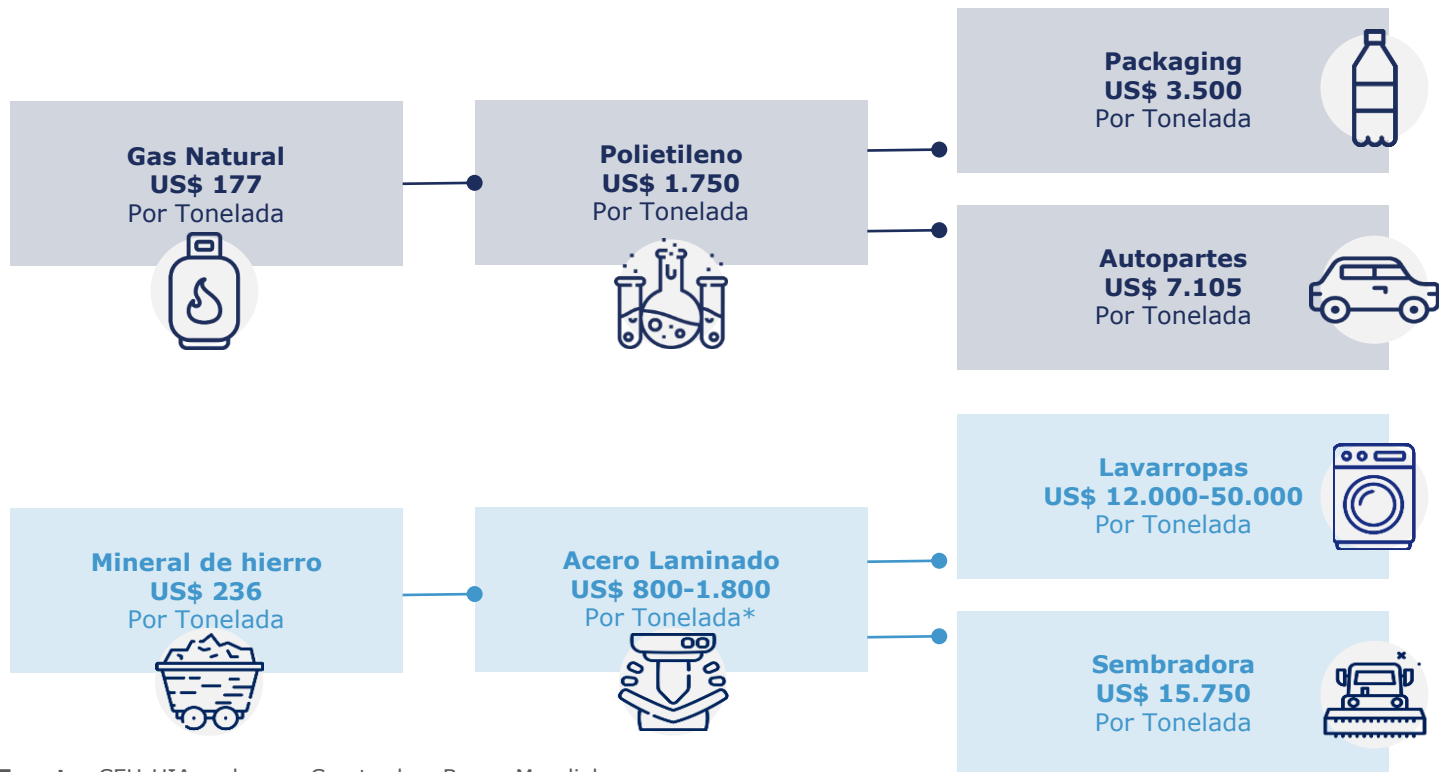 Gas Natural
US$ 177
Por Tonelada
Polietileno
US$ 1.750
Por Tonelada
Packaging
US$ 3.500
Por Tonelada
Autopartes
US$ 7.105
Por Tonelada
Mineral de hierro
US$ 236
Por Tonelada
Acero Laminado
US$ 800-1.800
Por Tonelada*
Lavarropas
US$ 12.000-50.000
Por Tonelada
Sembradora
US$ 15.750
Por Tonelada